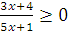 (3x+4)/(5x+1) ≥ 0